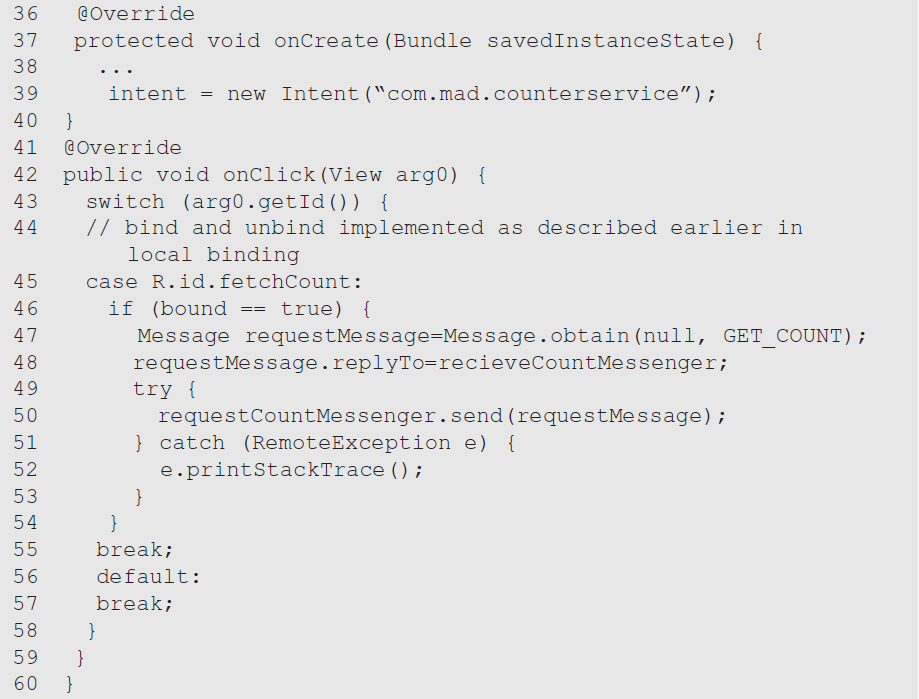 36 @Override
37 protected void onCreate(Bundle savedInstanceState) {
38 ...
39 intent = new Intent(“com.mad.counterservice”);
40 }
41 @Override
42 public void onClick(View arg0) {
43 switch (arg0.getId()) {
44 // bind and unbind implemented as described earlier in
local binding
45 case R.id.fetchCount:
46 if (bound == true) {
47 Message requestMessage=Message.obtain(null, GET_COUNT);
48 requestMessage.replyTo=recieveCountMessenger;
49 try {
50 requestCountMessenger.send(requestMessage);
51 } catch (RemoteException e) {
52 e.printStackTrace();
53 }
54 }
55 break;
56 default:
57 break;
58 }
59 }
60 }